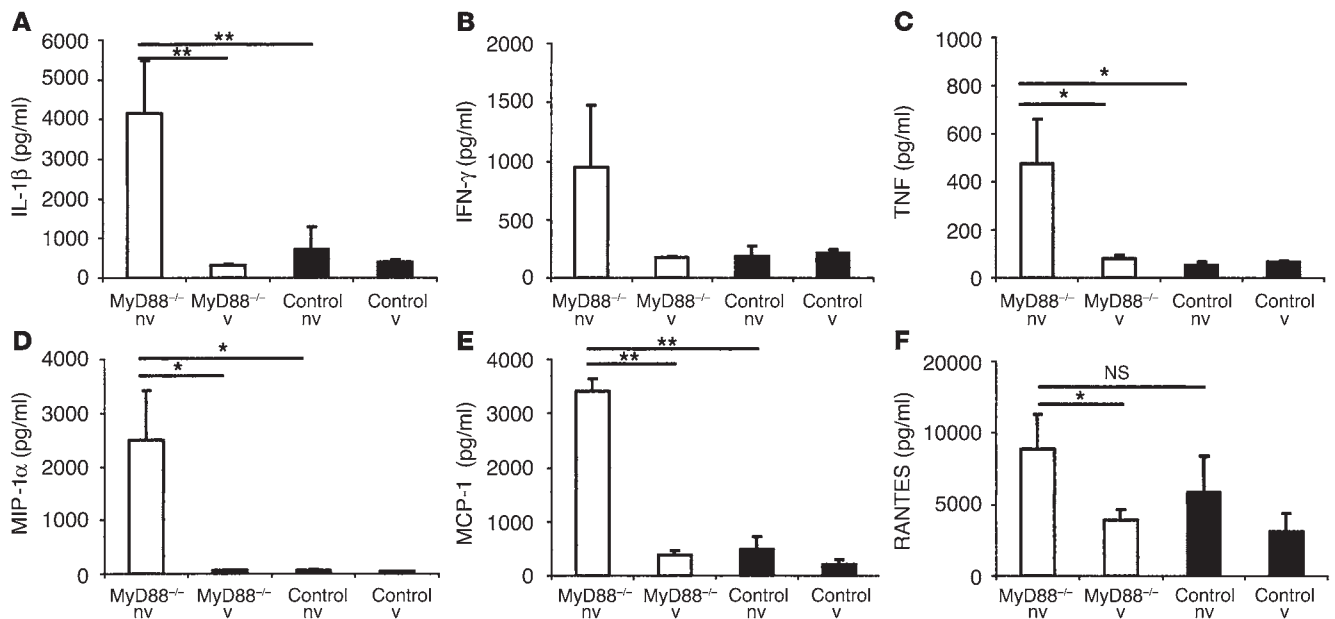 A
IL-1β (pg/ml)
6000
5000
4000
3000
2000
1000
0
**
**
MyD88⁻/⁻ MyD88⁻/⁻ Control Control
nv v nv v
B
IFN-γ (pg/ml)
2000
1500
1000
500
0
MyD88⁻/⁻ MyD88⁻/⁻ Control Control
nv v nv v
C
TNF (pg/ml)
1000
800
600
400
200
0
*
*
MyD88⁻/⁻ MyD88⁻/⁻ Control Control
nv v nv v
D
MIP-1α (pg/ml)
4000
3000
2000
1000
0
*
*
MyD88⁻/⁻ MyD88⁻/⁻ Control Control
nv v nv v
E
MCP-1 (pg/ml)
4000
3000
2000
1000
0
**
**
MyD88⁻/⁻ MyD88⁻/⁻ Control Control
nv v nv v
F
RANTES (pg/ml)
20000
10000
5000
0
NS
*
MyD88⁻/⁻ MyD88⁻/⁻ Control Control
nv v nv v